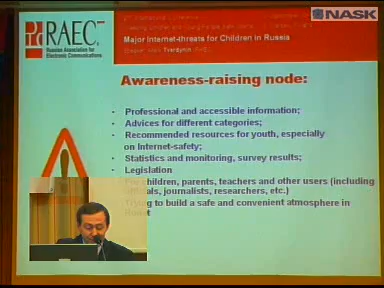 NASK
RAEC
Russian Association for
Electronic Communications
Major Internet-threats for Children in Russia
Awareness-raising node:
• Professional and accessible information;
• Advices for different categories;
• Recommended resources for youth, especially
on Internet-safety;
• Statistics and monitoring, survey results;
• Legislation
children, parents, teachers and other users (including
journalists, researchers, etc.)
to build a safe and convenient atmosphere in